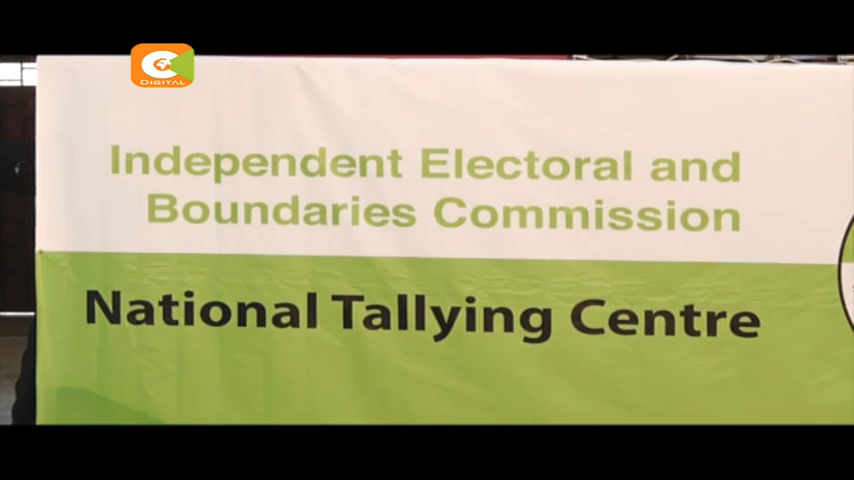 DIGITAL
Independent Electoral and
Boundaries Commission
National Tallying Centre